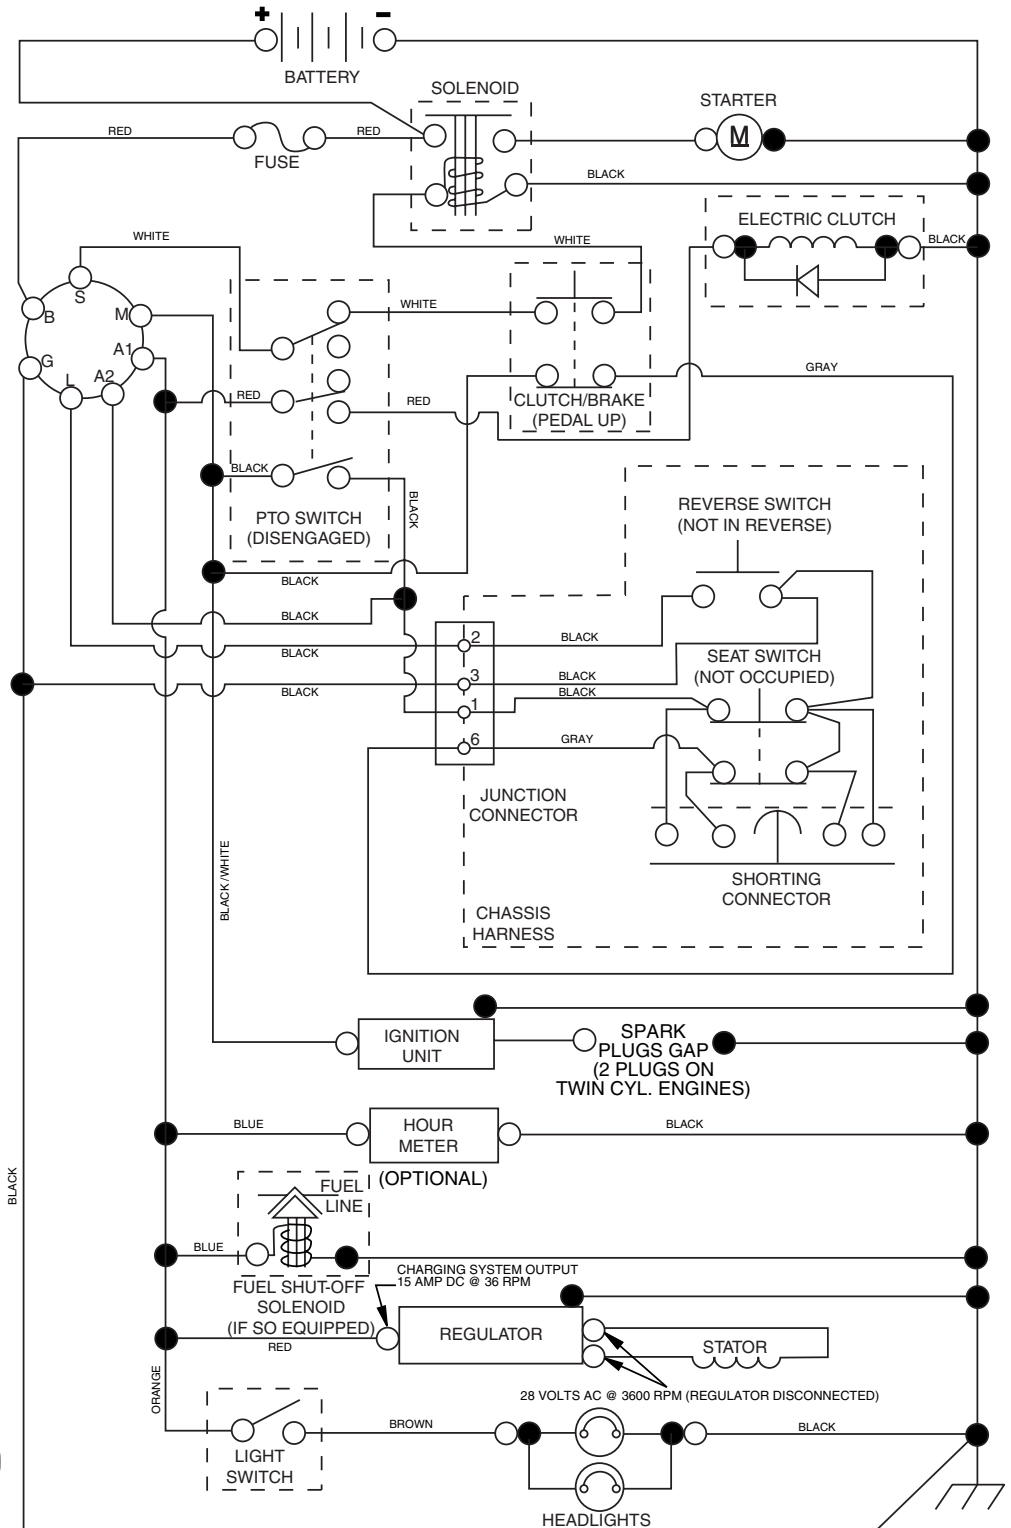 + -
BATTERY
SOLENOID
STARTER
M
RED
RED
FUSE
BLACK
ELECTRIC CLUTCH
BLACK
WHITE
WHITE
S
B
M
WHITE
G
A1
L
A2
RED
RED
CLUTCH/BRAKE
(PEDAL UP)
GRAY
BLACK
BLACK
PTO SWITCH
(DISENGAGED)
REVERSE SWITCH
(NOT IN REVERSE)
BLACK
BLACK
BLACK
2
BLACK
SEAT SWITCH
(NOT OCCUPIED)
BLACK
3
BLACK
1
BLACK
6
GRAY
JUNCTION
CONNECTOR
SHORTING
CONNECTOR
BLACK/WHITE
CHASSIS
HARNESS
IGNITION
UNIT
SPARK
PLUGS GAP
(2 PLUGS ON
TWIN CYL. ENGINES)
BLUE
HOUR
METER
BLACK
(OPTIONAL)
BLACK
FUEL
LINE
BLUE
FUEL SHUT-OFF
SOLENOID
(IF SO EQUIPPED)
CHARGING SYSTEM OUTPUT
15 AMP DC @ 36 RPM
RED
REGULATOR
STATOR
28 VOLTS AC @ 3600 RPM (REGULATOR DISCONNECTED)
ORANGE
LIGHT
SWITCH
BROWN
BLACK
HEADLIGHTS